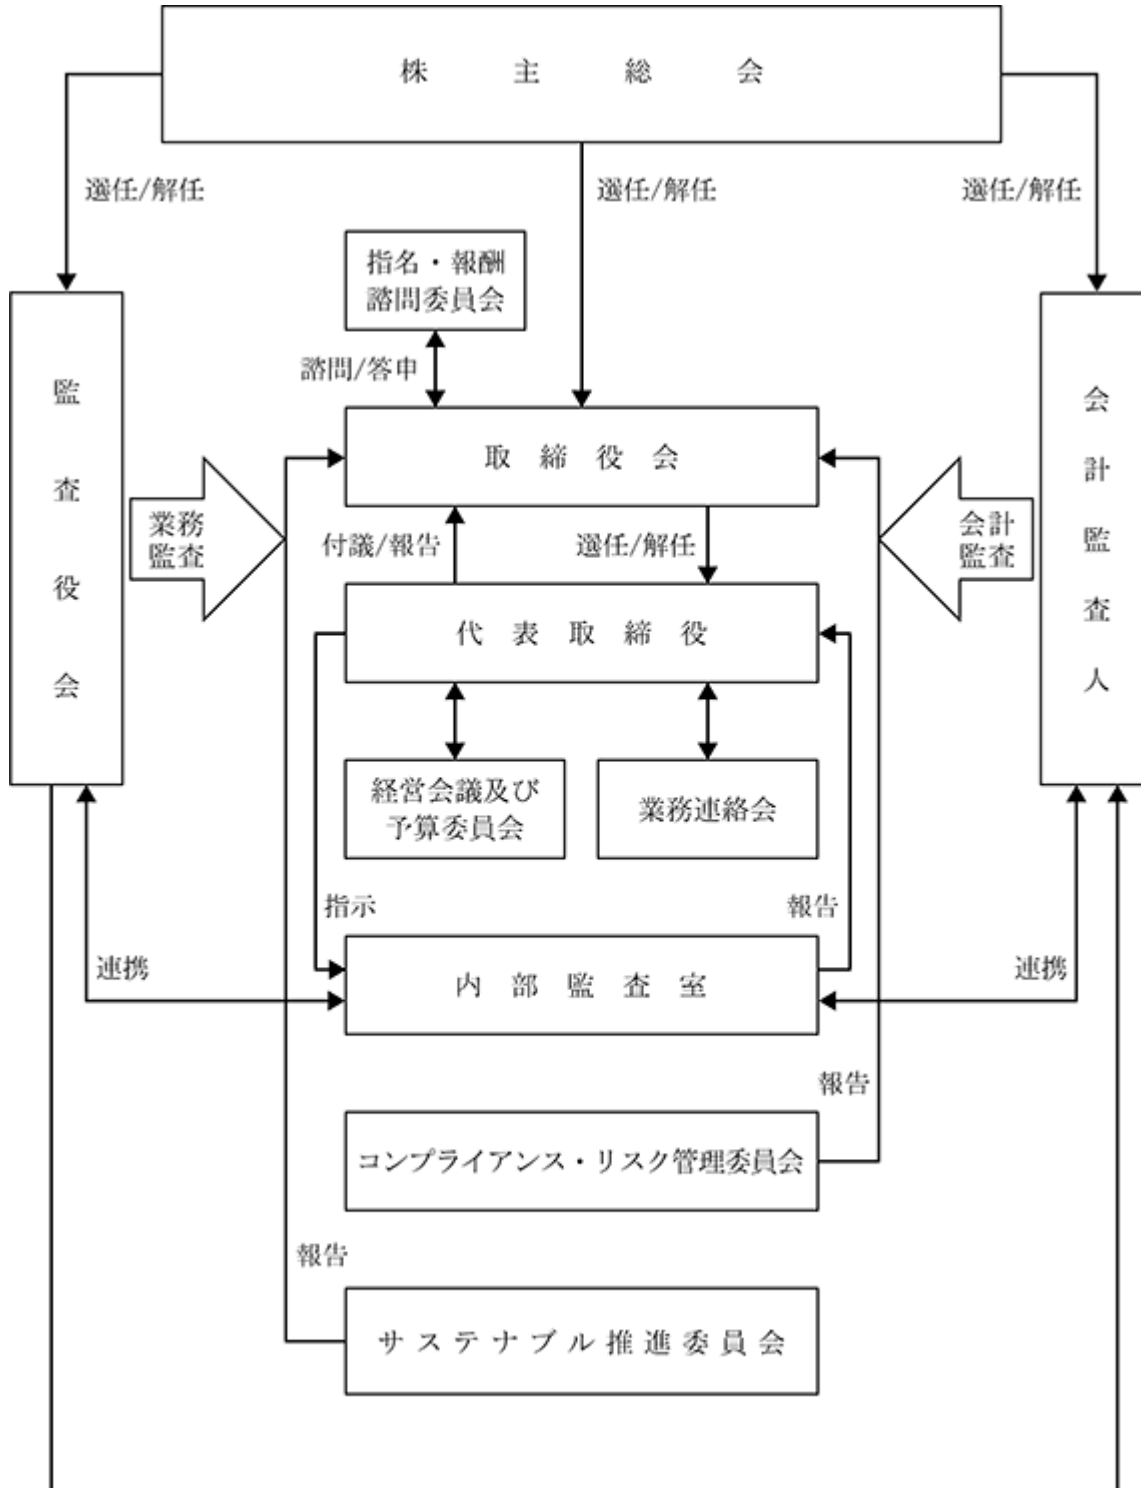 株主総会
選任/解任
選任/解任
選任/解任
指名・報酬
諮問委員会
諮問/答申
監査役会
取締役会
会計監査人
業務
監査
会計
監査
付議/報告
選任/解任
代表取締役
経営会議及び
予算委員会
業務連絡会
指示
報告
連携
内部監査室
連携
報告
コンプライアンス・リスク管理委員会
報告
サステナブル推進委員会